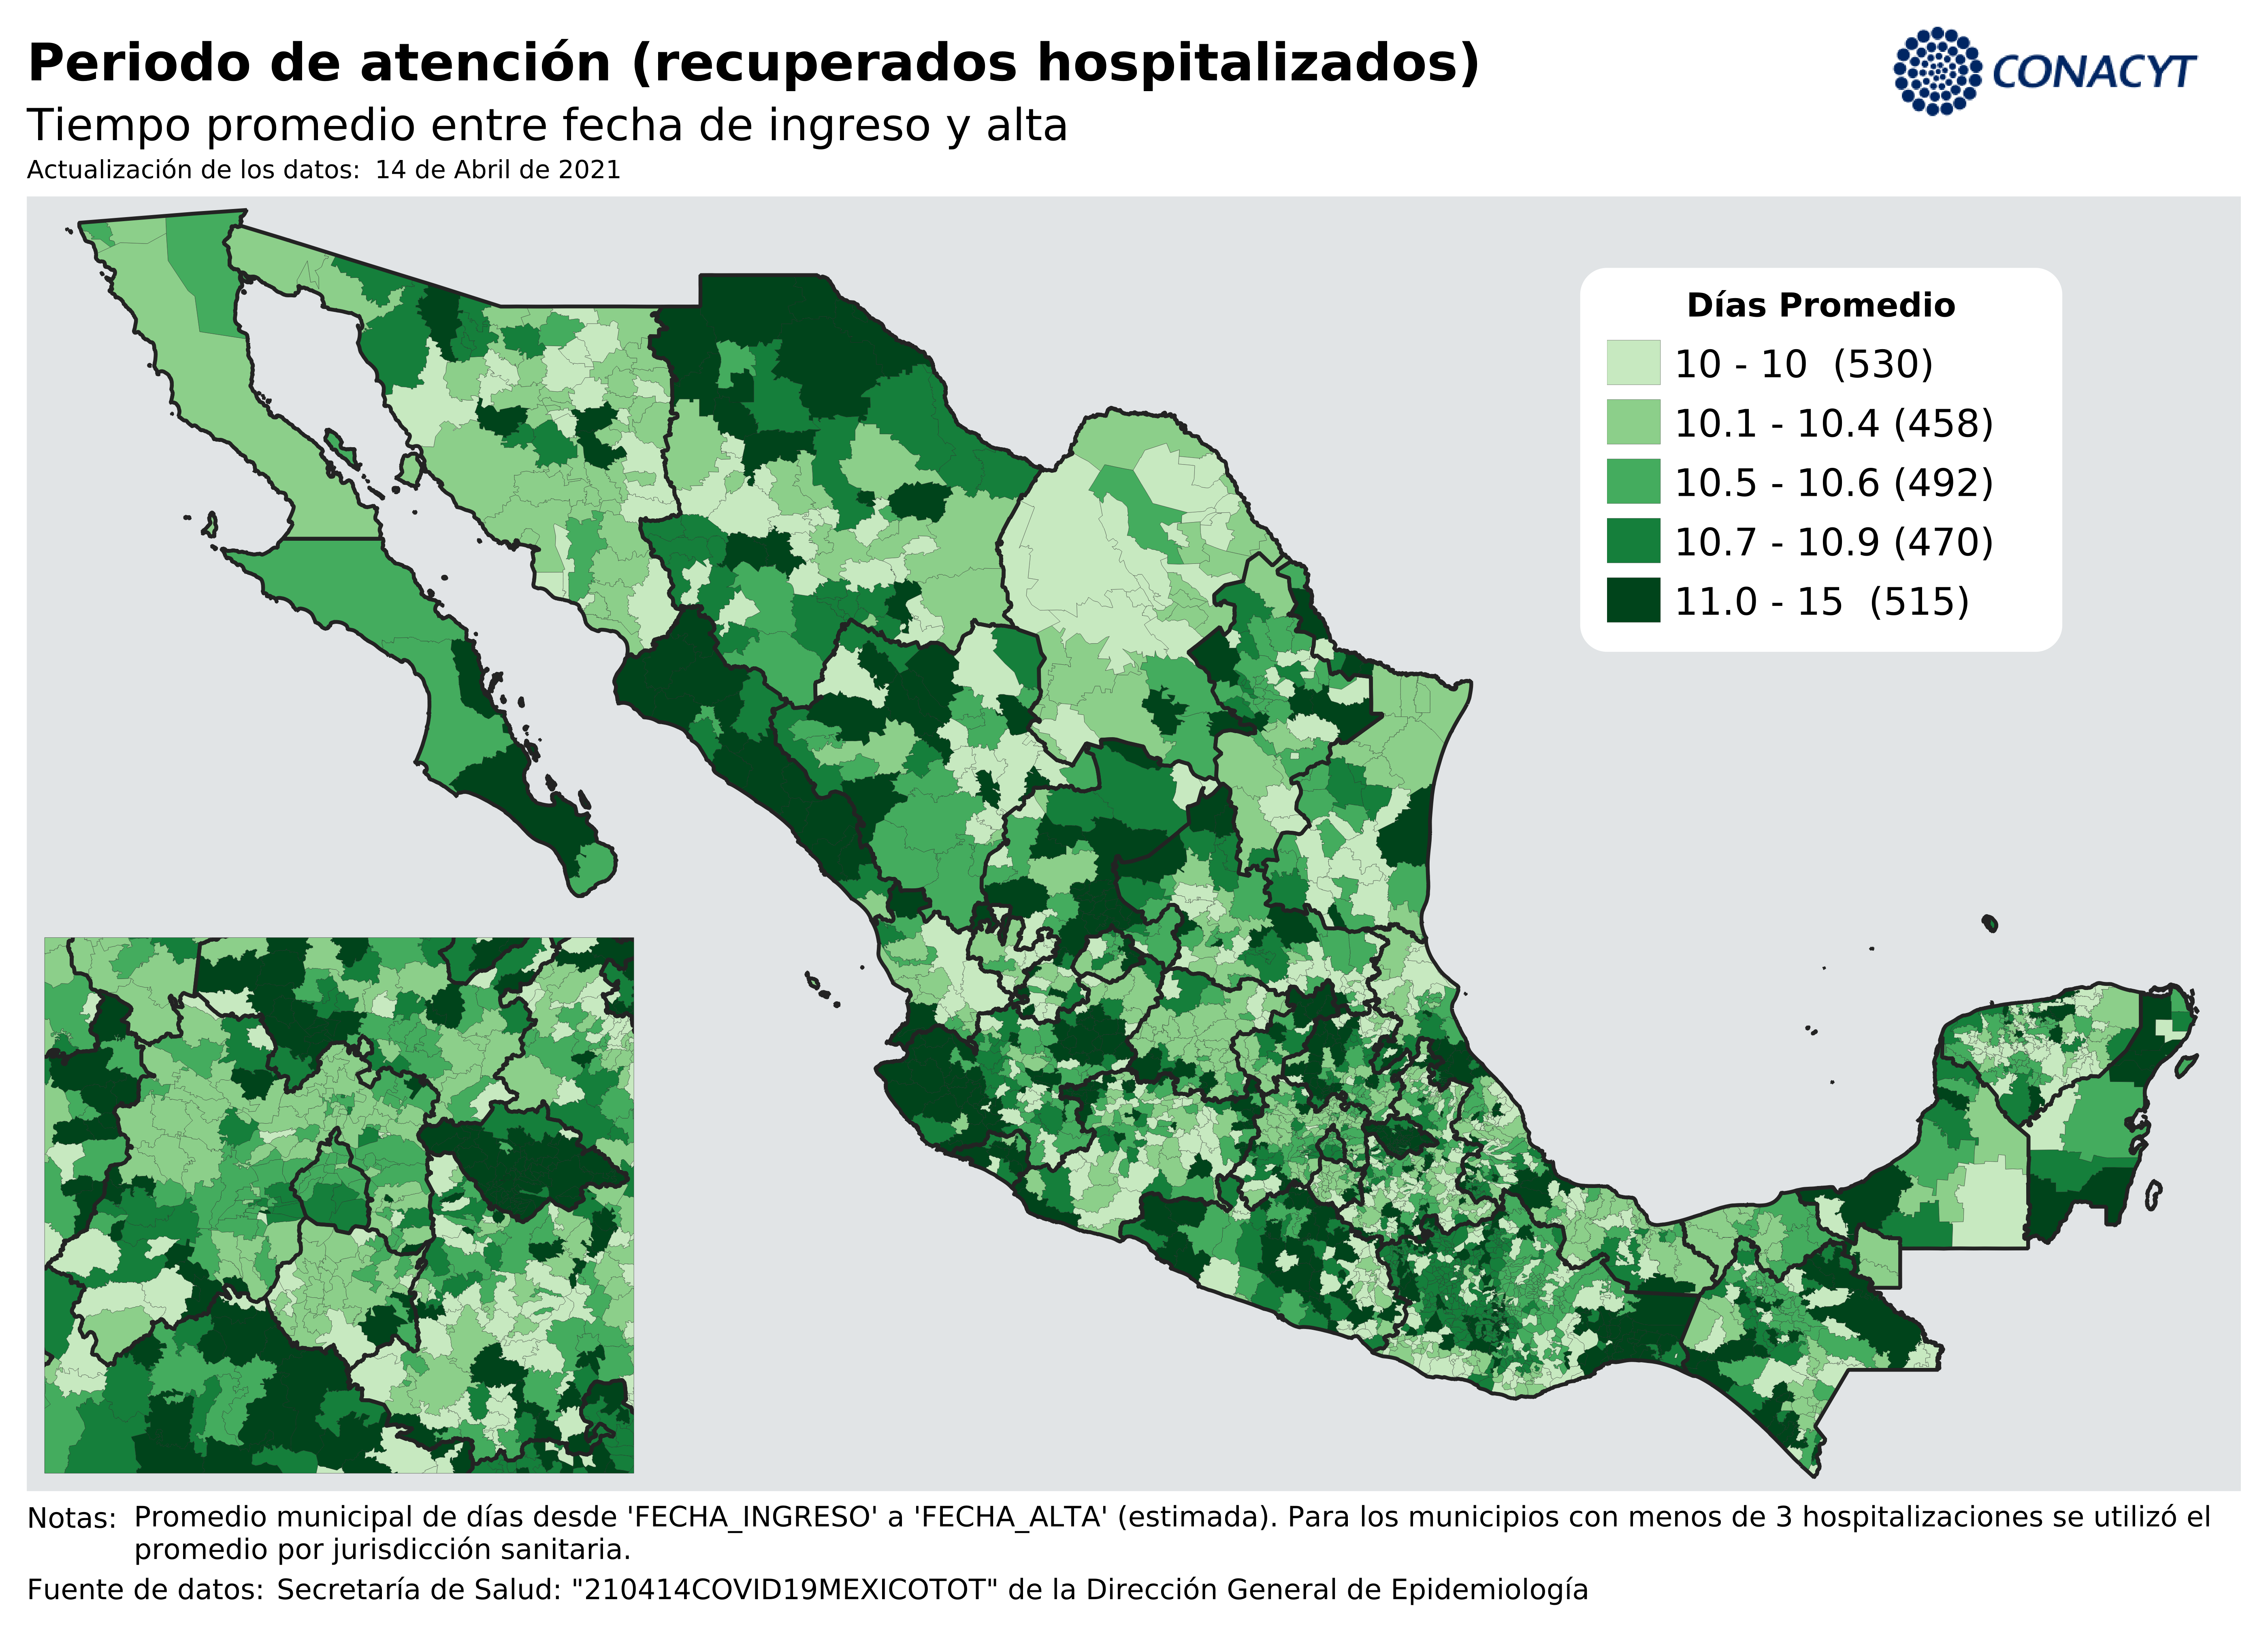 Periodo de atención (recuperados hospitalizados)
CONACYT
Tiempo promedio entre fecha de ingreso y alta
Actualización de los datos: 14 de Abril de 2021
Días Promedio
10 - 10 (530)
10.1 - 10.4 (458)
10.5 - 10.6 (492)
10.7 - 10.9 (470)
11.0 - 15 (515)
Notas: Promedio municipal de días desde 'FECHA_INGRESO' a 'FECHA_ALTA' (estimada). Para los municipios con menos de 3 hospitalizaciones se utilizó el
promedio por jurisdicción sanitaria.
Fuente de datos: Secretaría de Salud: "210414COVID19MEXICOTOT" de la Dirección General de Epidemiología